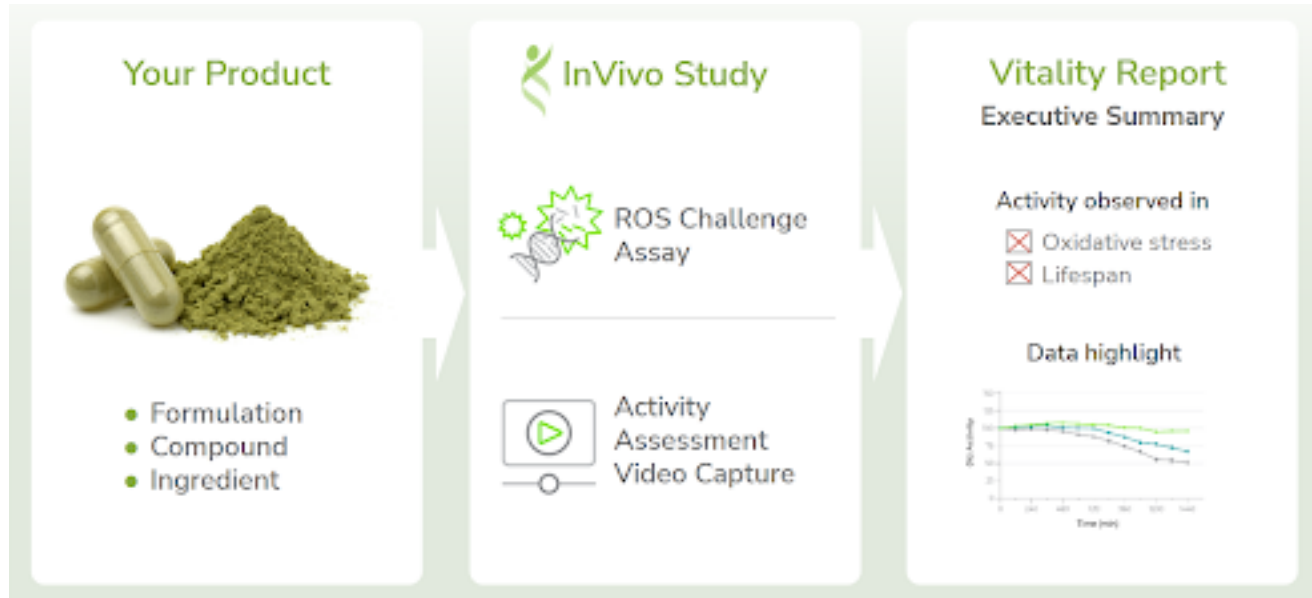 Your Product
Formulation
Compound
Ingredient
InVivo Study
ROS Challenge
Assay
Activity
Assessment
Video Capture
Vitality Report
Executive Summary
Activity observed in
Oxidative stress
Lifespan
Data highlight
Time (min)